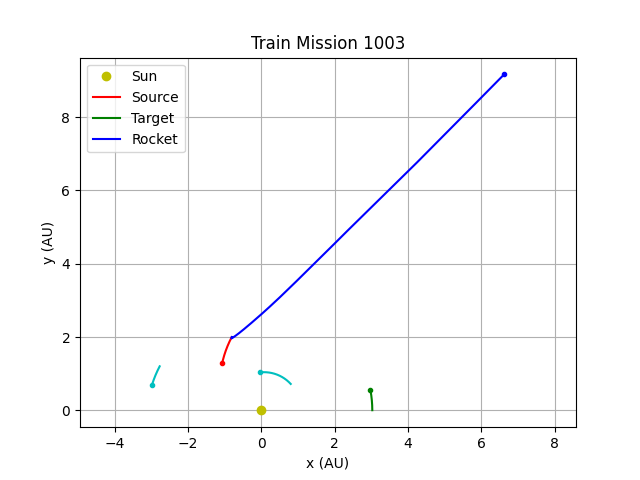 Train Mission 1003
Sun
Source
Target
Rocket
8
6
4
2
0
y (AU)
−4 −2 0 2 4 6 8
x (AU)